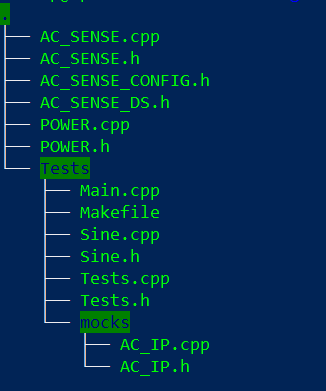 .
├── AC_SENSE.cpp
├── AC_SENSE.h
├── AC_SENSE_CONFIG.h
├── AC_SENSE_DS.h
├── POWER.cpp
├── POWER.h
└── Tests
    ├── Main.cpp
    ├── Makefile
    ├── Sine.cpp
    ├── Sine.h
    ├── Tests.cpp
    ├── Tests.h
    └── mocks
        ├── AC_IP.cpp
        └── AC_IP.h